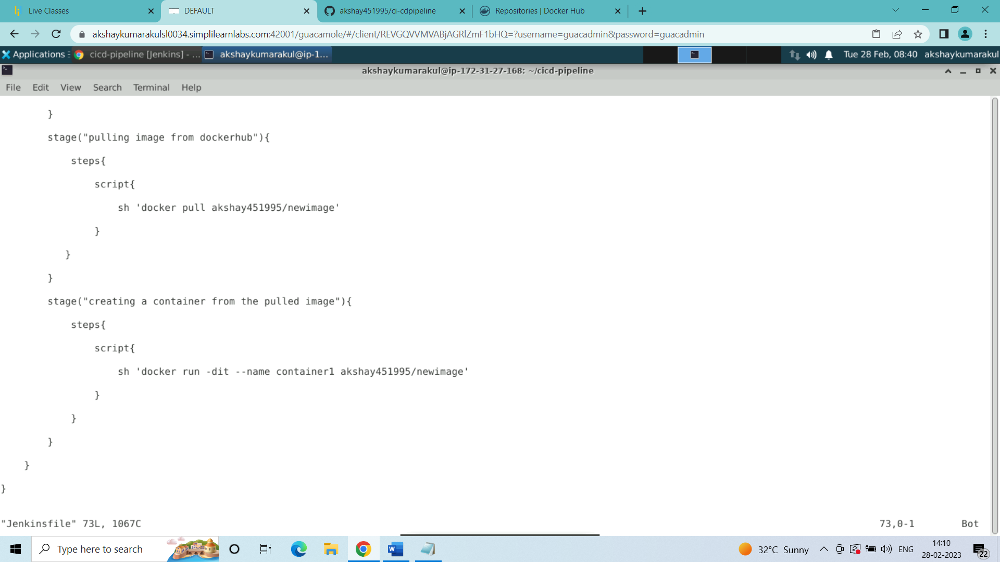 Live Classes
DEFAULT
akshay451995/ci-cdpipeline
Repositories | Docker Hub
akshaykumarakulsl0034.simplilearnlabs.com:42001/guacamole/#/client/REVGQVVMVABjAGRlZmF1bHQ=?username=guacadmin&password=guacadmin
Applications
cicd-pipeline [Jenkins] - ...
akshaykumarakul@ip-1...
Tue 28 Feb, 08:40
akshaykumarakul
akshaykumarakul@ip-172-31-27-168: ~/cicd-pipeline
File Edit View Search Terminal Help
}
stage("pulling image from dockerhub"){
steps{
script{
sh 'docker pull akshay451995/newimage'
}
}
}
stage("creating a container from the pulled image"){
steps{
script{
sh 'docker run -dit --name container1 akshay451995/newimage'
}
}
}
}
}
"Jenkinsfile" 73L, 1067C 73,0-1 Bot
Type here to search
32°C Sunny
ENG
14:10
28-02-2023
22